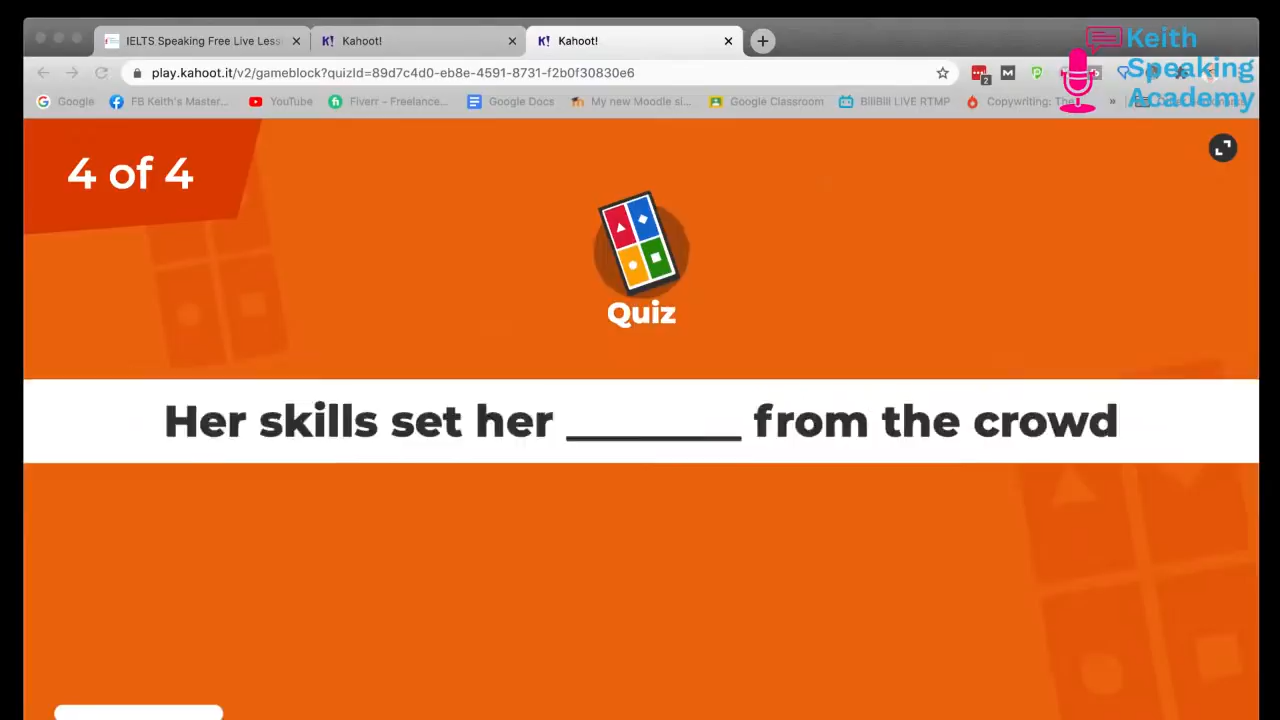 IELTS Speaking Free Live Less
Kahoot!
Kahoot!
Keith
Speaking
Academy
play.kahoot.it/v2/gameblock?quizId=89d7c4d0-eb8e-4591-8731-f2b0f30830e6
2
Google
FB Keith's Master...
YouTube
Fiverr - Freelance...
Google Docs
My new Moodle si...
Google Classroom
BiliBili LIVE RTMP
Copywriting: The
4 of 4
Quiz
Her skills set her ________ from the crowd